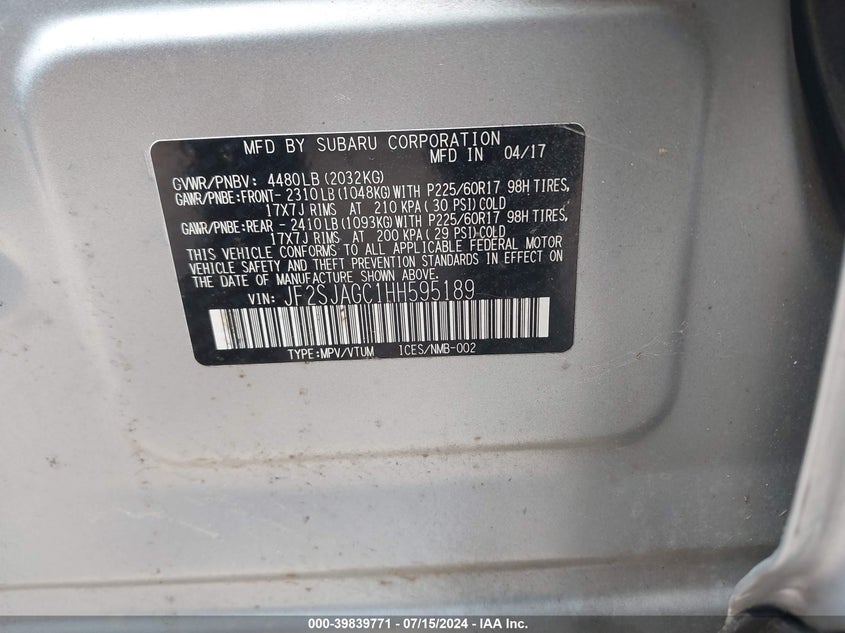 MFD BY SUBARU CORPORATION
MFD IN 04/17
GVWR/PNBV: 4480LB (2032KG)
GAWR/PNBE:FRONT- 2310LB (1048KG)WITH P225/60R17 98H TIRES,
17X7J RIMS AT 210 KPA( 30 PSI)COLD
GAWR/PNBE:REAR - 2410LB (1093KG)WITH P225/60R17 98H TIRES,
17X7J RIMS AT 200 KPA( 29 PSI)COLD
THIS VEHICLE CONFORMS TO ALL APPLICABLE FEDERAL MOTOR
VEHICLE SAFETY AND THEFT PREVENTION STANDARDS IN EFFECT ON
THE DATE OF MANUFACTURE SHOWN ABOVE.
VIN: JF2SJAGC1HH595189
TYPE:MPV/VTUM ICES/NMB-002
000-39839771 - 07/15/2024 - IAA Inc.